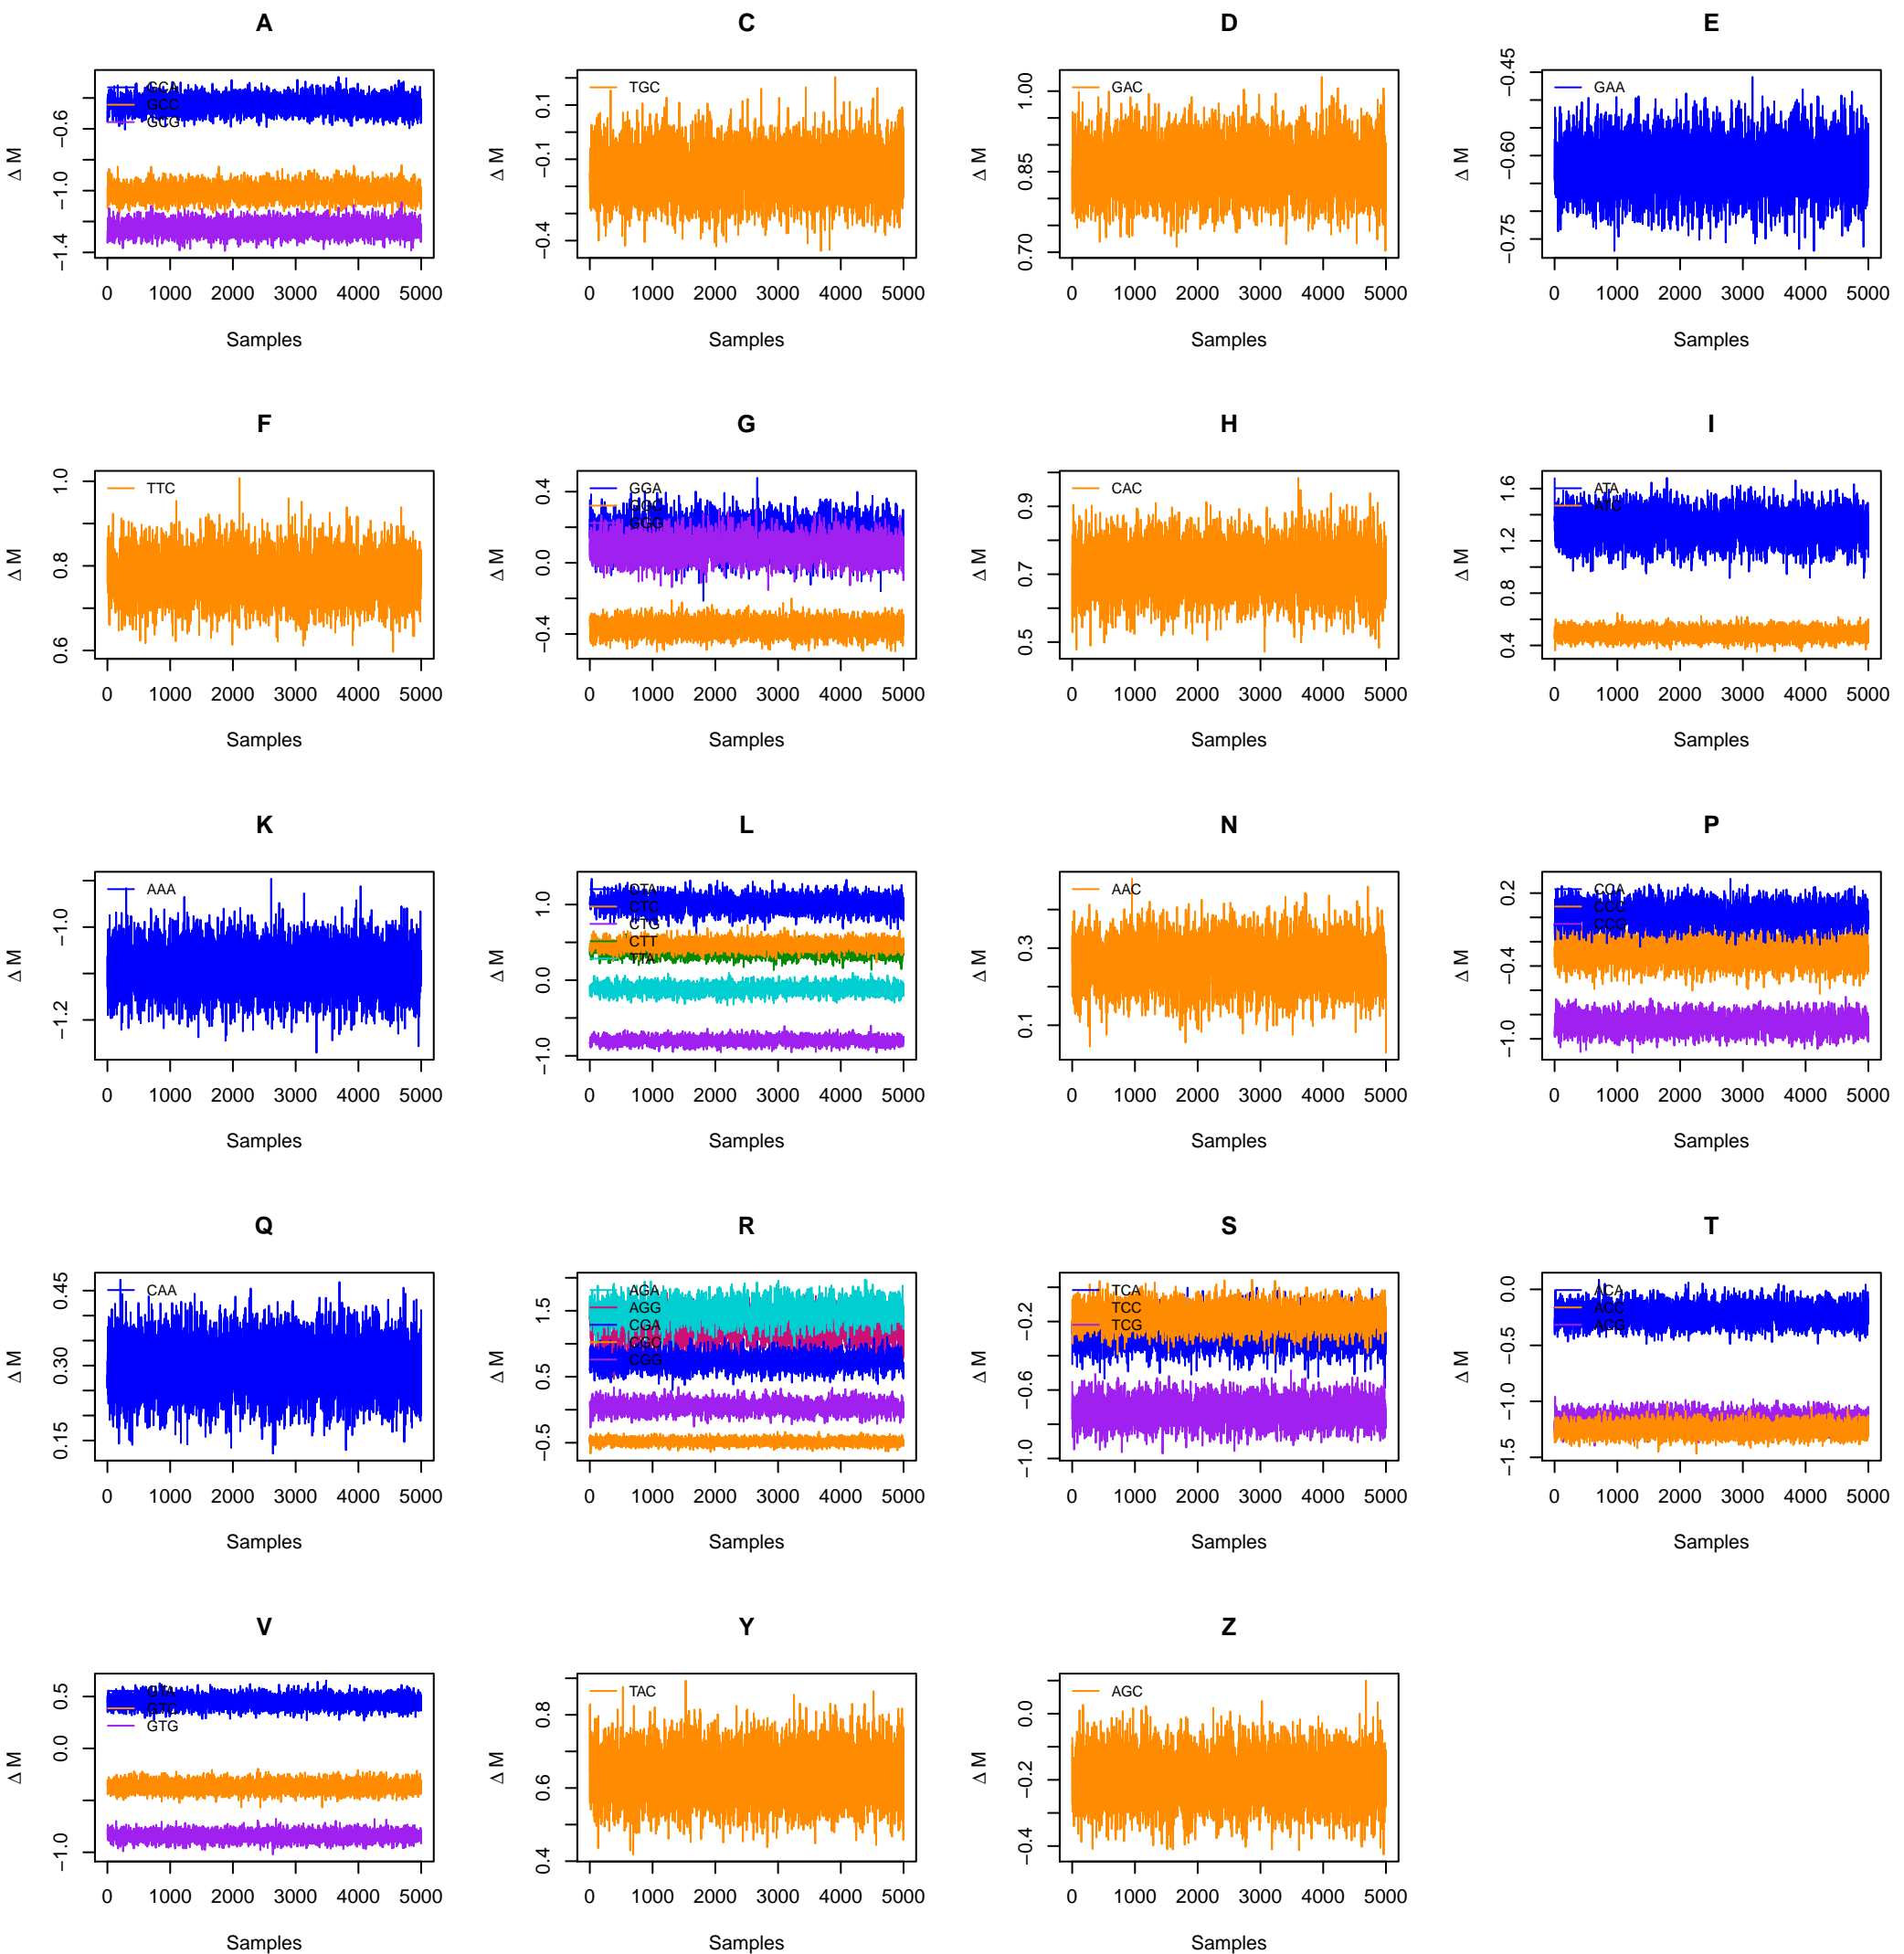 A
C
D
E
GCA
GCC
GCG
TGC
GAC
GAA
Δ M
−1.4 −1.0 −0.6
Δ M
−0.4 −0.1 0.1
Δ M
0.70 0.85 1.00
Δ M
−0.75 −0.60 −0.45
0 1000 2000 3000 4000 5000
0 1000 2000 3000 4000 5000
0 1000 2000 3000 4000 5000
0 1000 2000 3000 4000 5000
Samples
Samples
Samples
Samples
F
G
H
I
TTC
GGA
GGC
GGG
CAC
ATA
ATC
Δ M
0.6 0.8 1.0
Δ M
−0.4 0.0 0.4
Δ M
0.5 0.7 0.9
Δ M
0.4 0.8 1.2 1.6
0 1000 2000 3000 4000 5000
0 1000 2000 3000 4000 5000
0 1000 2000 3000 4000 5000
0 1000 2000 3000 4000 5000
Samples
Samples
Samples
Samples
K
L
N
P
AAA
CTA
CTC
CTG
CTT
TTA
AAC
CCA
CCC
CCG
Δ M
−1.2 −1.0
Δ M
−1.0 0.0 1.0
Δ M
0.1 0.3
Δ M
−1.0 −0.4 0.2
0 1000 2000 3000 4000 5000
0 1000 2000 3000 4000 5000
0 1000 2000 3000 4000 5000
0 1000 2000 3000 4000 5000
Samples
Samples
Samples
Samples
Q
R
S
T
CAA
AGA
AGG
CGA
CGC
CGG
TCA
TCC
TCG
ACA
ACC
ACG
Δ M
0.15 0.30 0.45
Δ M
−0.5 0.5 1.5
Δ M
−1.0 −0.6 −0.2
Δ M
−1.5 −1.0 −0.5 0.0
0 1000 2000 3000 4000 5000
0 1000 2000 3000 4000 5000
0 1000 2000 3000 4000 5000
0 1000 2000 3000 4000 5000
Samples
Samples
Samples
Samples
V
Y
Z
GTA
GTC
GTG
TAC
AGC
Δ M
−1.0 0.0 0.5
Δ M
0.4 0.6 0.8
Δ M
−0.4 −0.2 0.0
0 1000 2000 3000 4000 5000
0 1000 2000 3000 4000 5000
0 1000 2000 3000 4000 5000
Samples
Samples
Samples